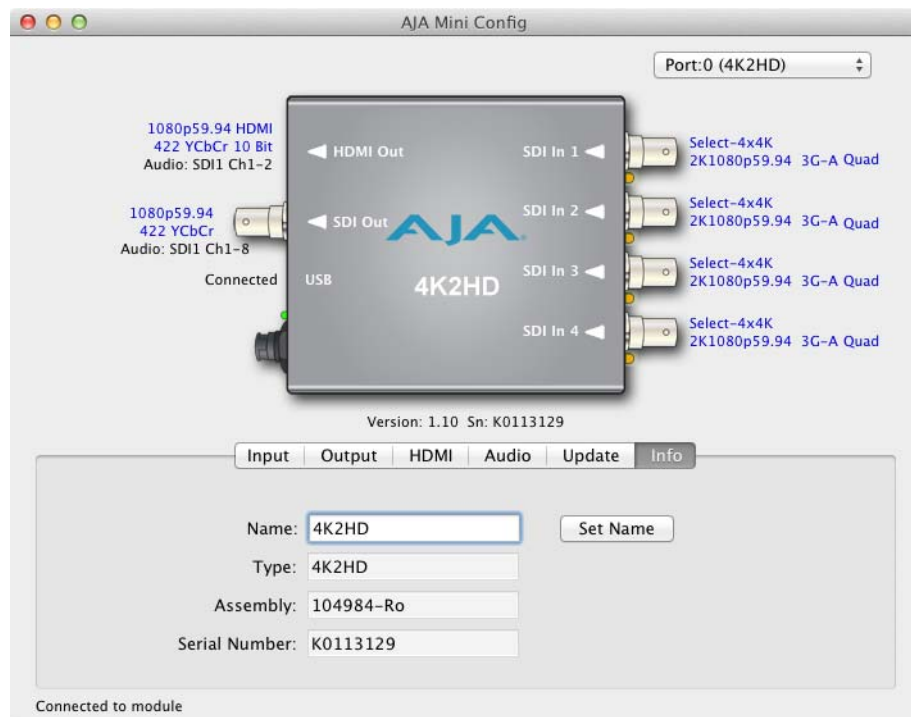 AJA Mini Config
Port:0 (4K2HD)
1080p59.94 HDMI
422 YCbCr 10 Bit
Audio: SDI1 Ch1-2
1080p59.94
422 YCbCr
Audio: SDI1 Ch1-8
Connected
HDMI Out
SDI Out
USB
AJA
4K2HD
SDI In 1
SDI In 2
SDI In 3
SDI In 4
Select-4x4K
2K1080p59.94 3G-A Quad
Select-4x4K
2K1080p59.94 3G-A Quad
Select-4x4K
2K1080p59.94 3G-A Quad
Select-4x4K
2K1080p59.94 3G-A Quad
Version: 1.10 Sn: K0113129
Input Output HDMI Audio Update Info
Name: 4K2HD Set Name
Type: 4K2HD
Assembly: 104984-Ro
Serial Number: K0113129
Connected to module